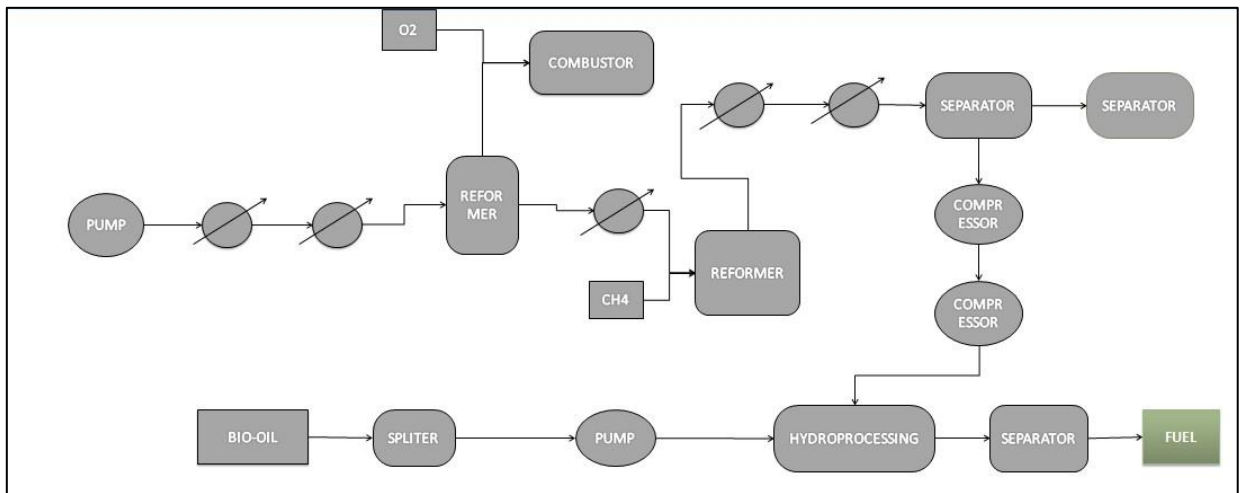 O2
COMBUSTOR
SEPARATOR
SEPARATOR
REFOR
MER
PUMP
COMPR
ESSOR
REFORMER
CH4
COMPR
ESSOR
BIO-OIL
SPLITER
PUMP
HYDROPROCESSING
SEPARATOR
FUEL